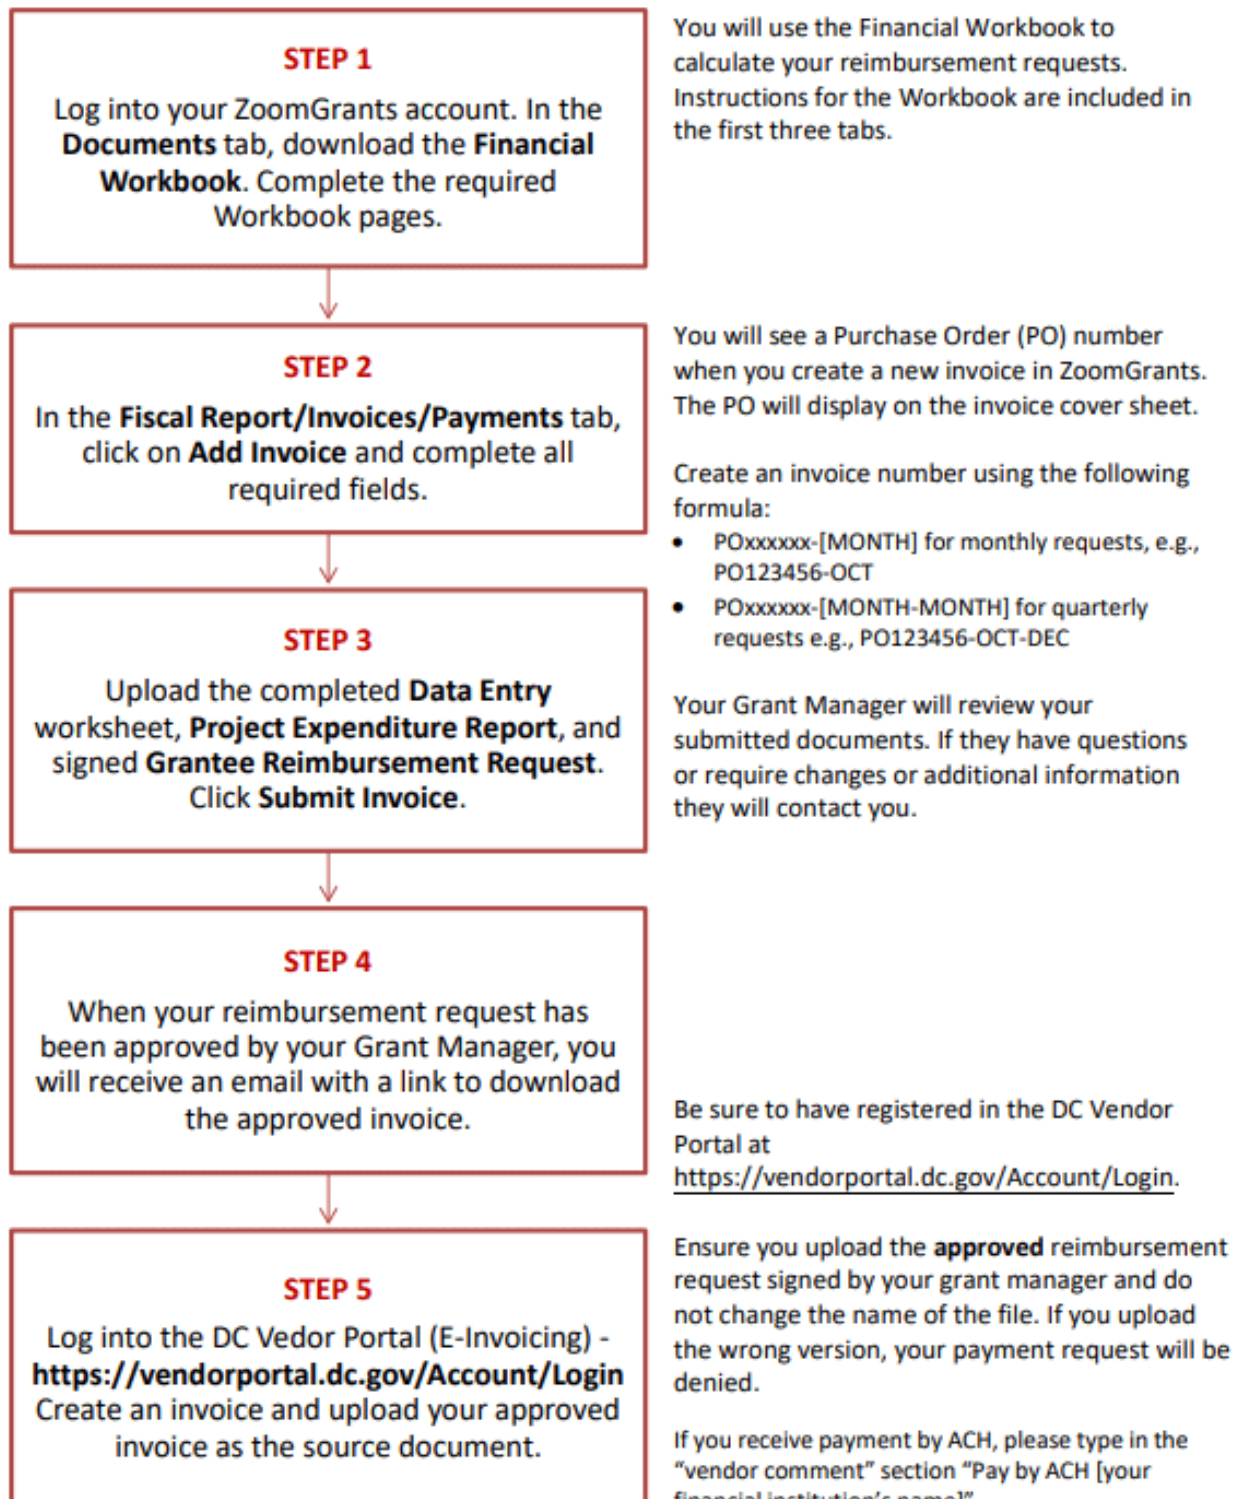 STEP 1
Log into your ZoomGrants account. In the
Documents tab, download the Financial
Workbook. Complete the required
Workbook pages.
You will use the Financial Workbook to
calculate your reimbursement requests.
Instructions for the Workbook are included in
the first three tabs.
STEP 2
In the Fiscal Report/Invoices/Payments tab,
click on Add Invoice and complete all
required fields.
You will see a Purchase Order (PO) number
when you create a new invoice in ZoomGrants.
The PO will display on the invoice cover sheet.
Create an invoice number using the following
formula:
• POxxxxxx-[MONTH] for monthly requests, e.g.,
PO123456-OCT
• POxxxxxx-[MONTH-MONTH] for quarterly
requests e.g., PO123456-OCT-DEC
STEP 3
Upload the completed Data Entry
worksheet, Project Expenditure Report, and
signed Grantee Reimbursement Request.
Click Submit Invoice.
Your Grant Manager will review your
submitted documents. If they have questions
or require changes or additional information
they will contact you.
STEP 4
When your reimbursement request has
been approved by your Grant Manager, you
will receive an email with a link to download
the approved invoice.
Be sure to have registered in the DC Vendor
Portal at
https://vendorportal.dc.gov/Account/Login.
STEP 5
Log into the DC Vedor Portal (E-Invoicing) -
https://vendorportal.dc.gov/Account/Login
Create an invoice and upload your approved
invoice as the source document.
Ensure you upload the approved reimbursement
request signed by your grant manager and do
not change the name of the file. If you upload
the wrong version, your payment request will be
denied.
If you receive payment by ACH, please type in the
“vendor comment” section “Pay by ACH [your
financial institution's name]”